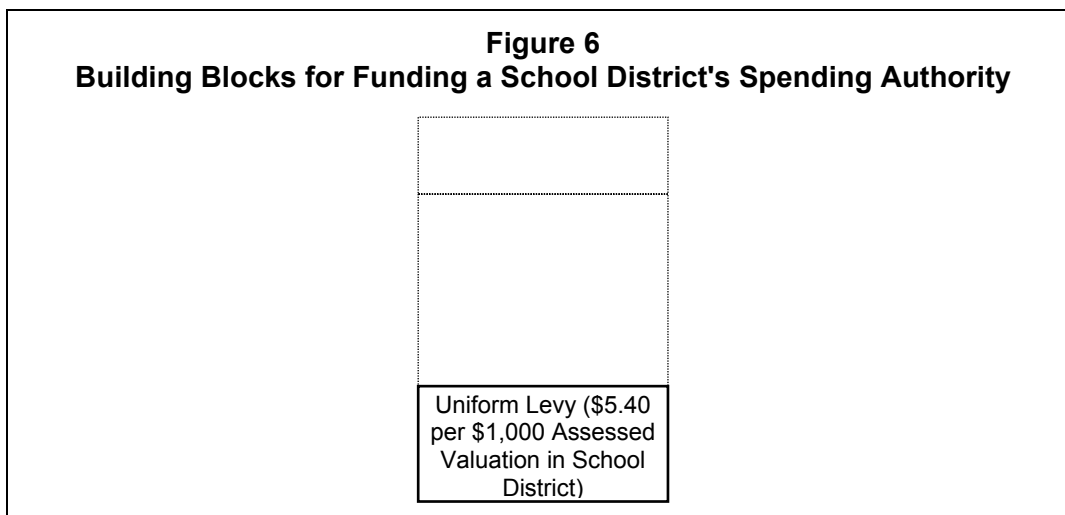 Figure 6
Building Blocks for Funding a School District's Spending Authority
Uniform Levy ($5.40
per $1,000 Assessed
Valuation in School
District)